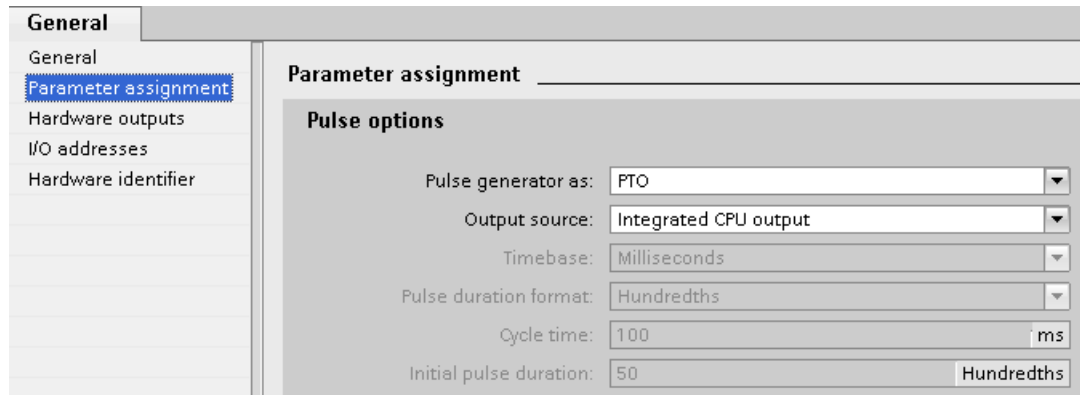 General
General
Parameter assignment
Hardware outputs
I/O addresses
Hardware identifier
Parameter assignment
Pulse options
Pulse generator as: PTO
Output source: Integrated CPU output
Timebase: Milliseconds
Pulse duration format: Hundredths
Cycle time: 100 ms
Initial pulse duration: 50 Hundredths